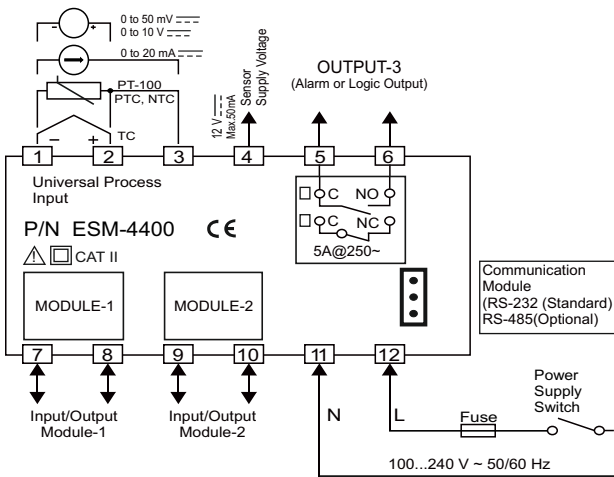 0 to 50 mV
0 to 10 V
0 to 20 mA
PT-100
PTC, NTC
TC
12 V
Max.50mA
Sensor
Supply Voltage
OUTPUT-3
(Alarm or Logic Output)
1
2
3
4
5
6
Universal Process
Input
C NO
C NC
5A@250~
P/N ESM-4400 CE
CAT II
MODULE-1
MODULE-2
Communication
Module
(RS-232 (Standard)
RS-485(Optional)
7
8
9
10
11
12
Input/Output
Module-1
Input/Output
Module-2
N
L
Fuse
Power
Supply
Switch
100...240 V ~ 50/60 Hz